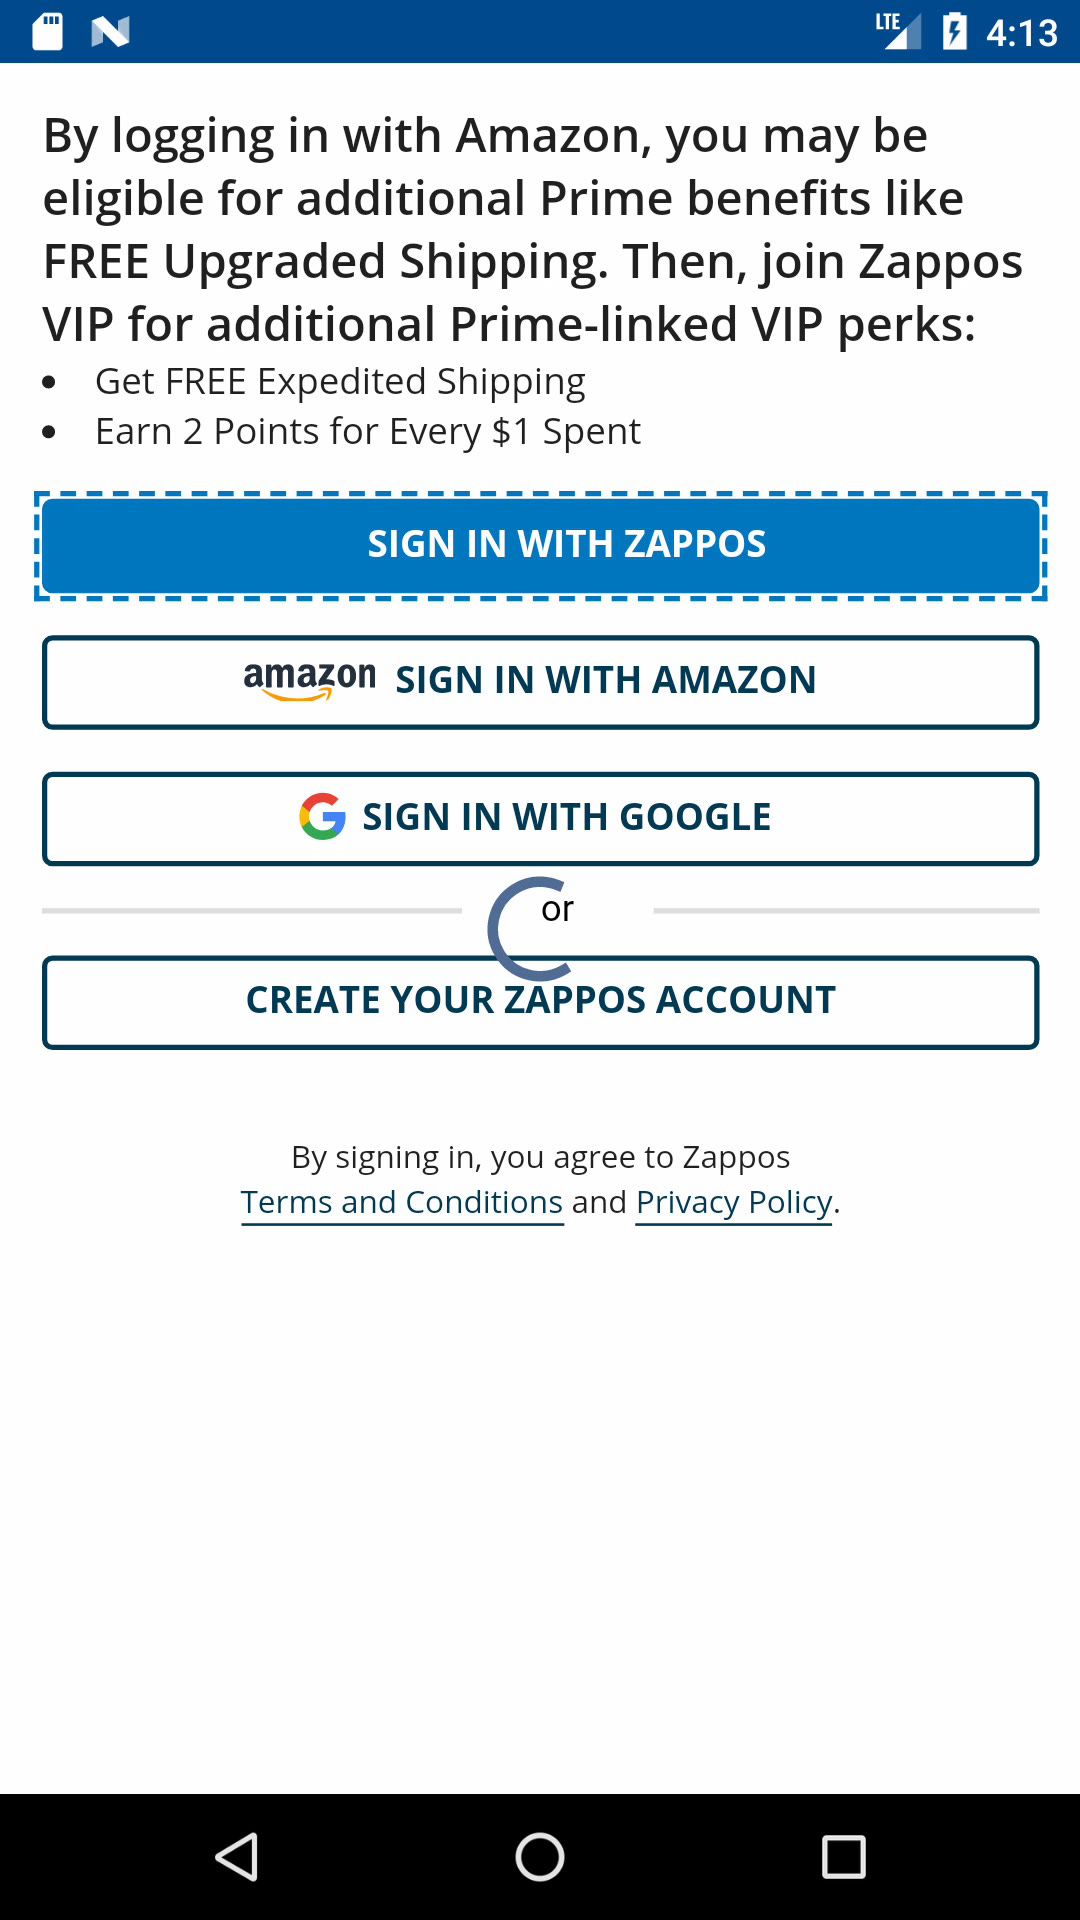 LTE 4:13
By logging in with Amazon, you may be
eligible for additional Prime benefits like
FREE Upgraded Shipping. Then, join Zappos
VIP for additional Prime-linked VIP perks:
• Get FREE Expedited Shipping
• Earn 2 Points for Every $1 Spent
SIGN IN WITH ZAPPOS
amazon SIGN IN WITH AMAZON
SIGN IN WITH GOOGLE
or
CREATE YOUR ZAPPOS ACCOUNT
By signing in, you agree to Zappos
Terms and Conditions and Privacy Policy.